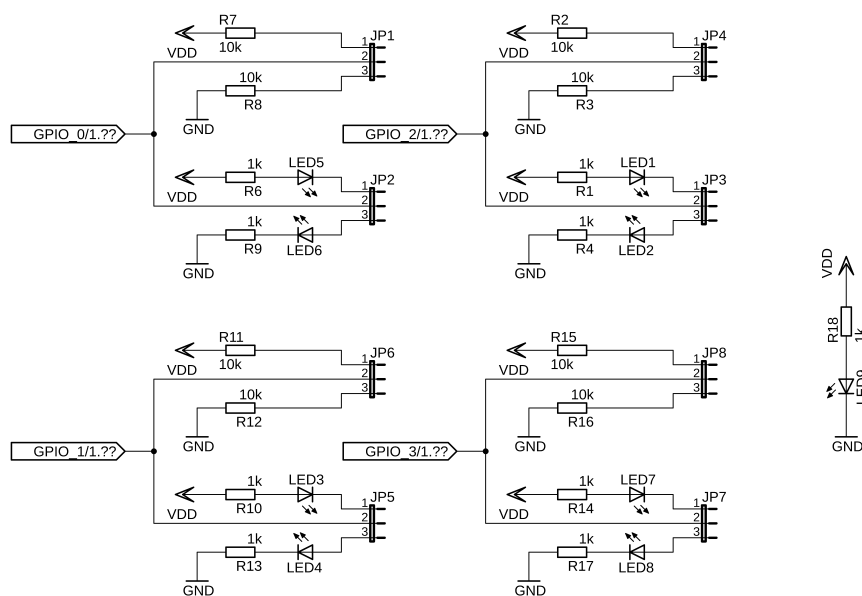 R7
JP1
VDD
10k
1
2
3
10k
R8
GND
GPIO_0/1.??
1k
LED5
JP2
VDD
R6
1
2
3
1k
R9
LED6
GND
R2
JP4
VDD
10k
1
2
3
10k
R3
GND
GPIO_2/1.??
1k
LED1
JP3
VDD
R1
1
2
3
1k
R4
LED2
GND
R11
JP6
VDD
10k
1
2
3
10k
R12
GND
GPIO_1/1.??
1k
LED3
JP5
VDD
R10
1
2
3
1k
R13
LED4
GND
R15
JP8
VDD
10k
1
2
3
10k
R16
GND
GPIO_3/1.??
1k
LED7
JP7
VDD
R14
1
2
3
1k
R17
LED8
GND
VDD
R18
1k
LED9
GND